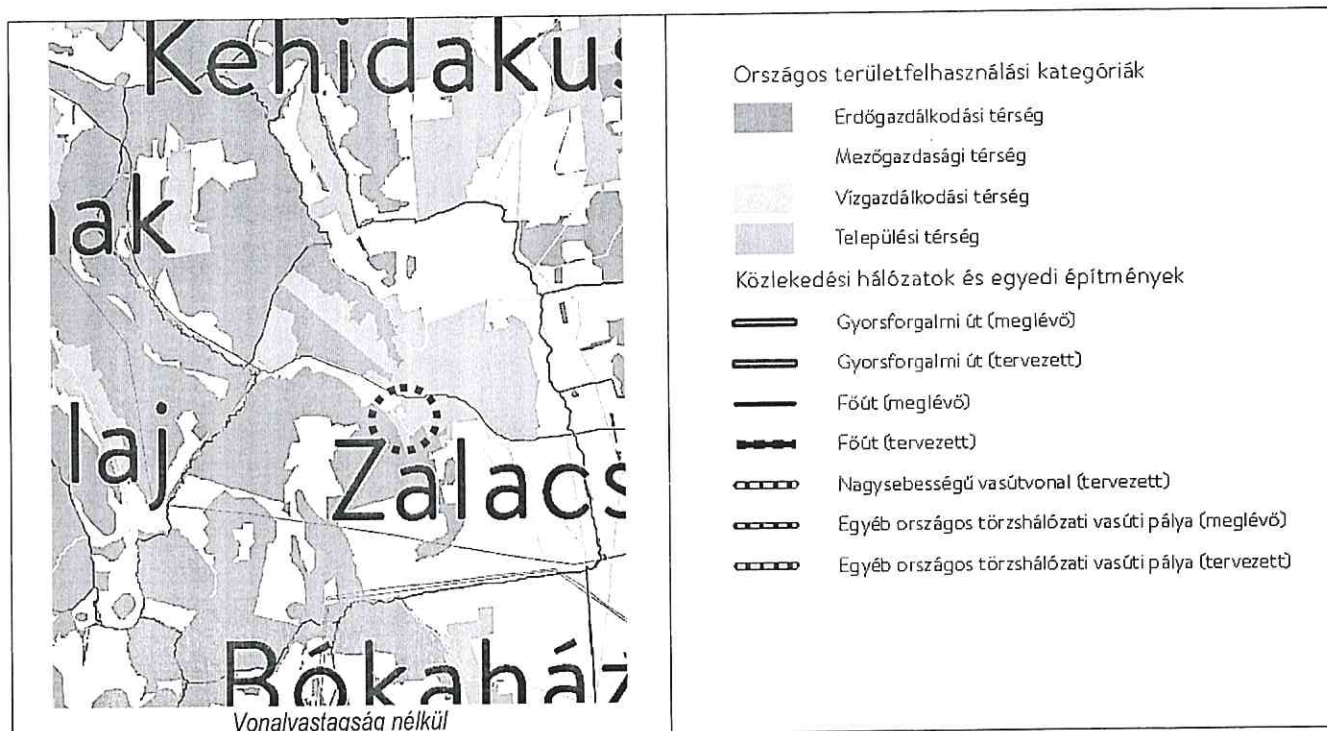 Kehidakus
nak
laj
Zalacs
Bókaház
Vonalvastagság nélkül
Országos területfelhasználási kategóriák
Erdőgazdálkodási térség
Mezőgazdasági térség
Vízgazdálkodási térség
Települési térség
Közlekedési hálózatok és egyedi építmények
Gyorsforgalmi út (meglévő)
Gyorsforgalmi út (tervezett)
Főút (meglévő)
Főút (tervezett)
Nagysebességű vasútvonal (tervezett)
Egyéb országos törzshálózati vasúti pálya (meglévő)
Egyéb országos törzshálózati vasúti pálya (tervezett)